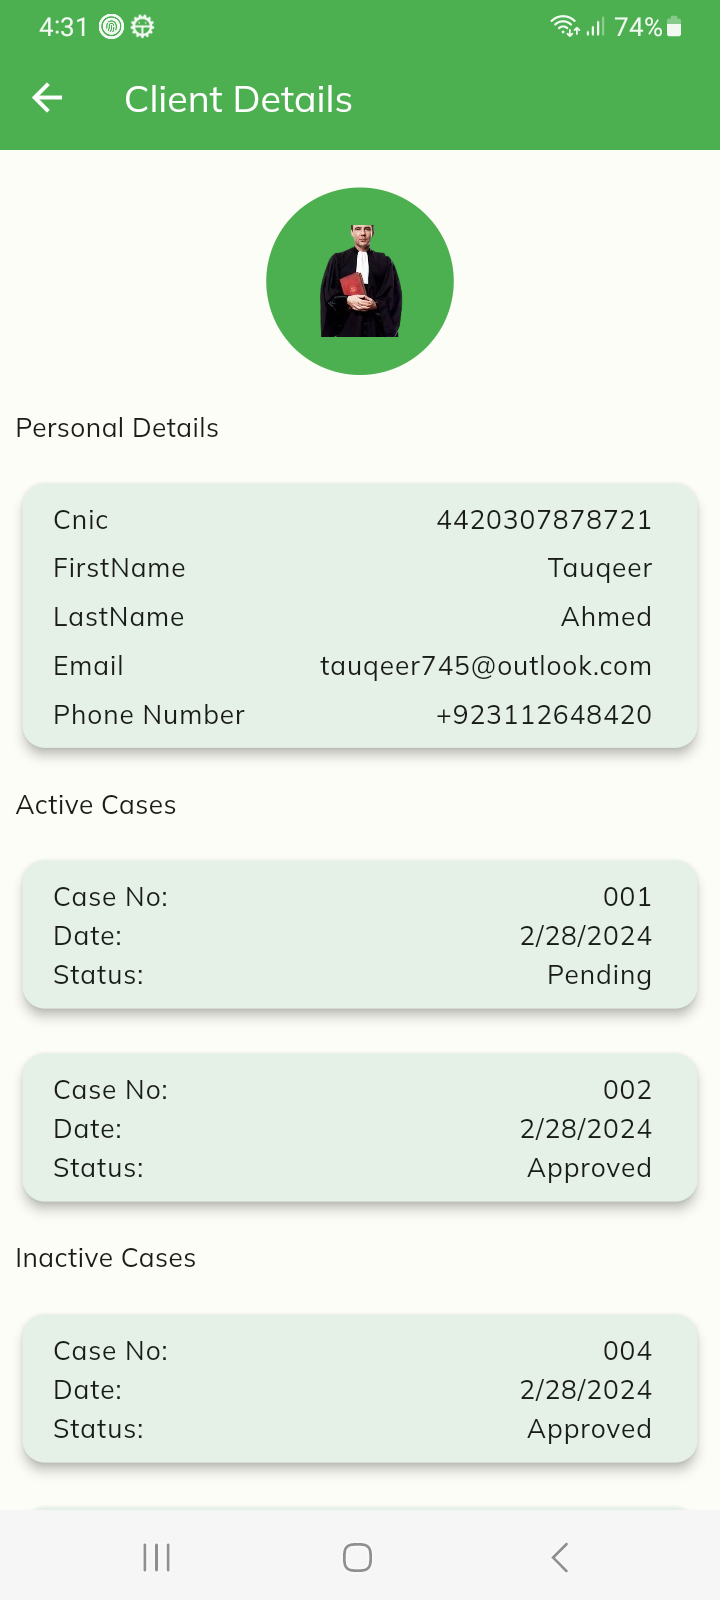 4:31 74%
Client Details
Personal Details
Cnic 4420307878721
FirstName Tauqeer
LastName Ahmed
Email tauqeer745@outlook.com
Phone Number +923112648420
Active Cases
Case No: 001
Date: 2/28/2024
Status: Pending
Case No: 002
Date: 2/28/2024
Status: Approved
Inactive Cases
Case No: 004
Date: 2/28/2024
Status: Approved